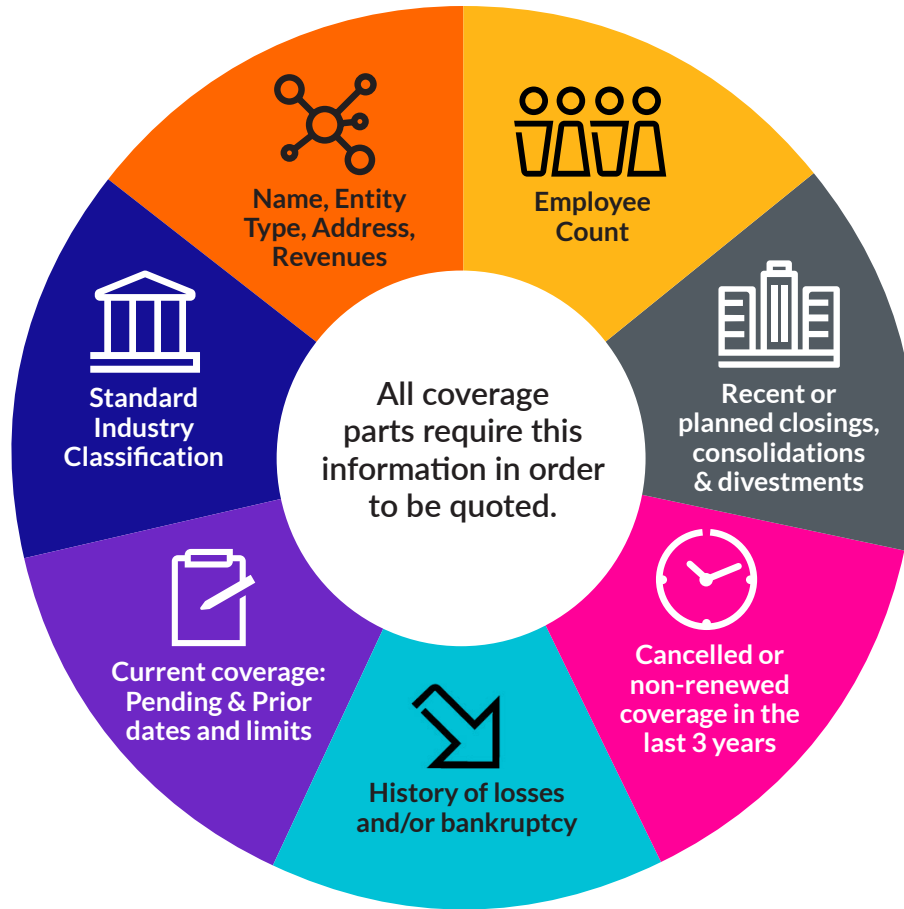 Name, Entity
Type, Address,
Revenues
Employee
Count
Recent or
planned closings,
consolidations
& divestments
Cancelled or
non-renewed
coverage in the
last 3 years
History of losses
and/or bankruptcy
Current coverage:
Pending & Prior
dates and limits
Standard
Industry
Classification
All coverage
parts require this
information in order
to be quoted.